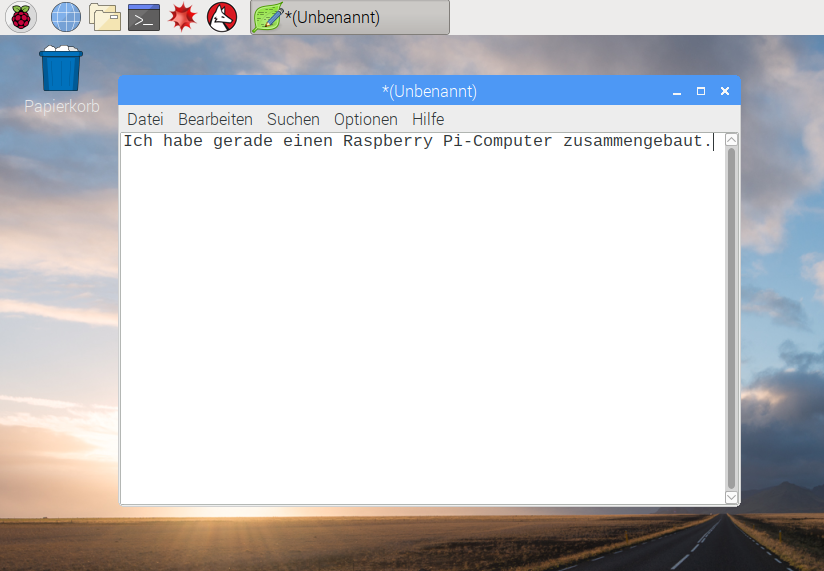 *(Unbenannt)
Papierkorb
*(Unbenannt)
Datei Bearbeiten Suchen Optionen Hilfe
Ich habe gerade einen Raspberry Pi-Computer zusammengebaut.